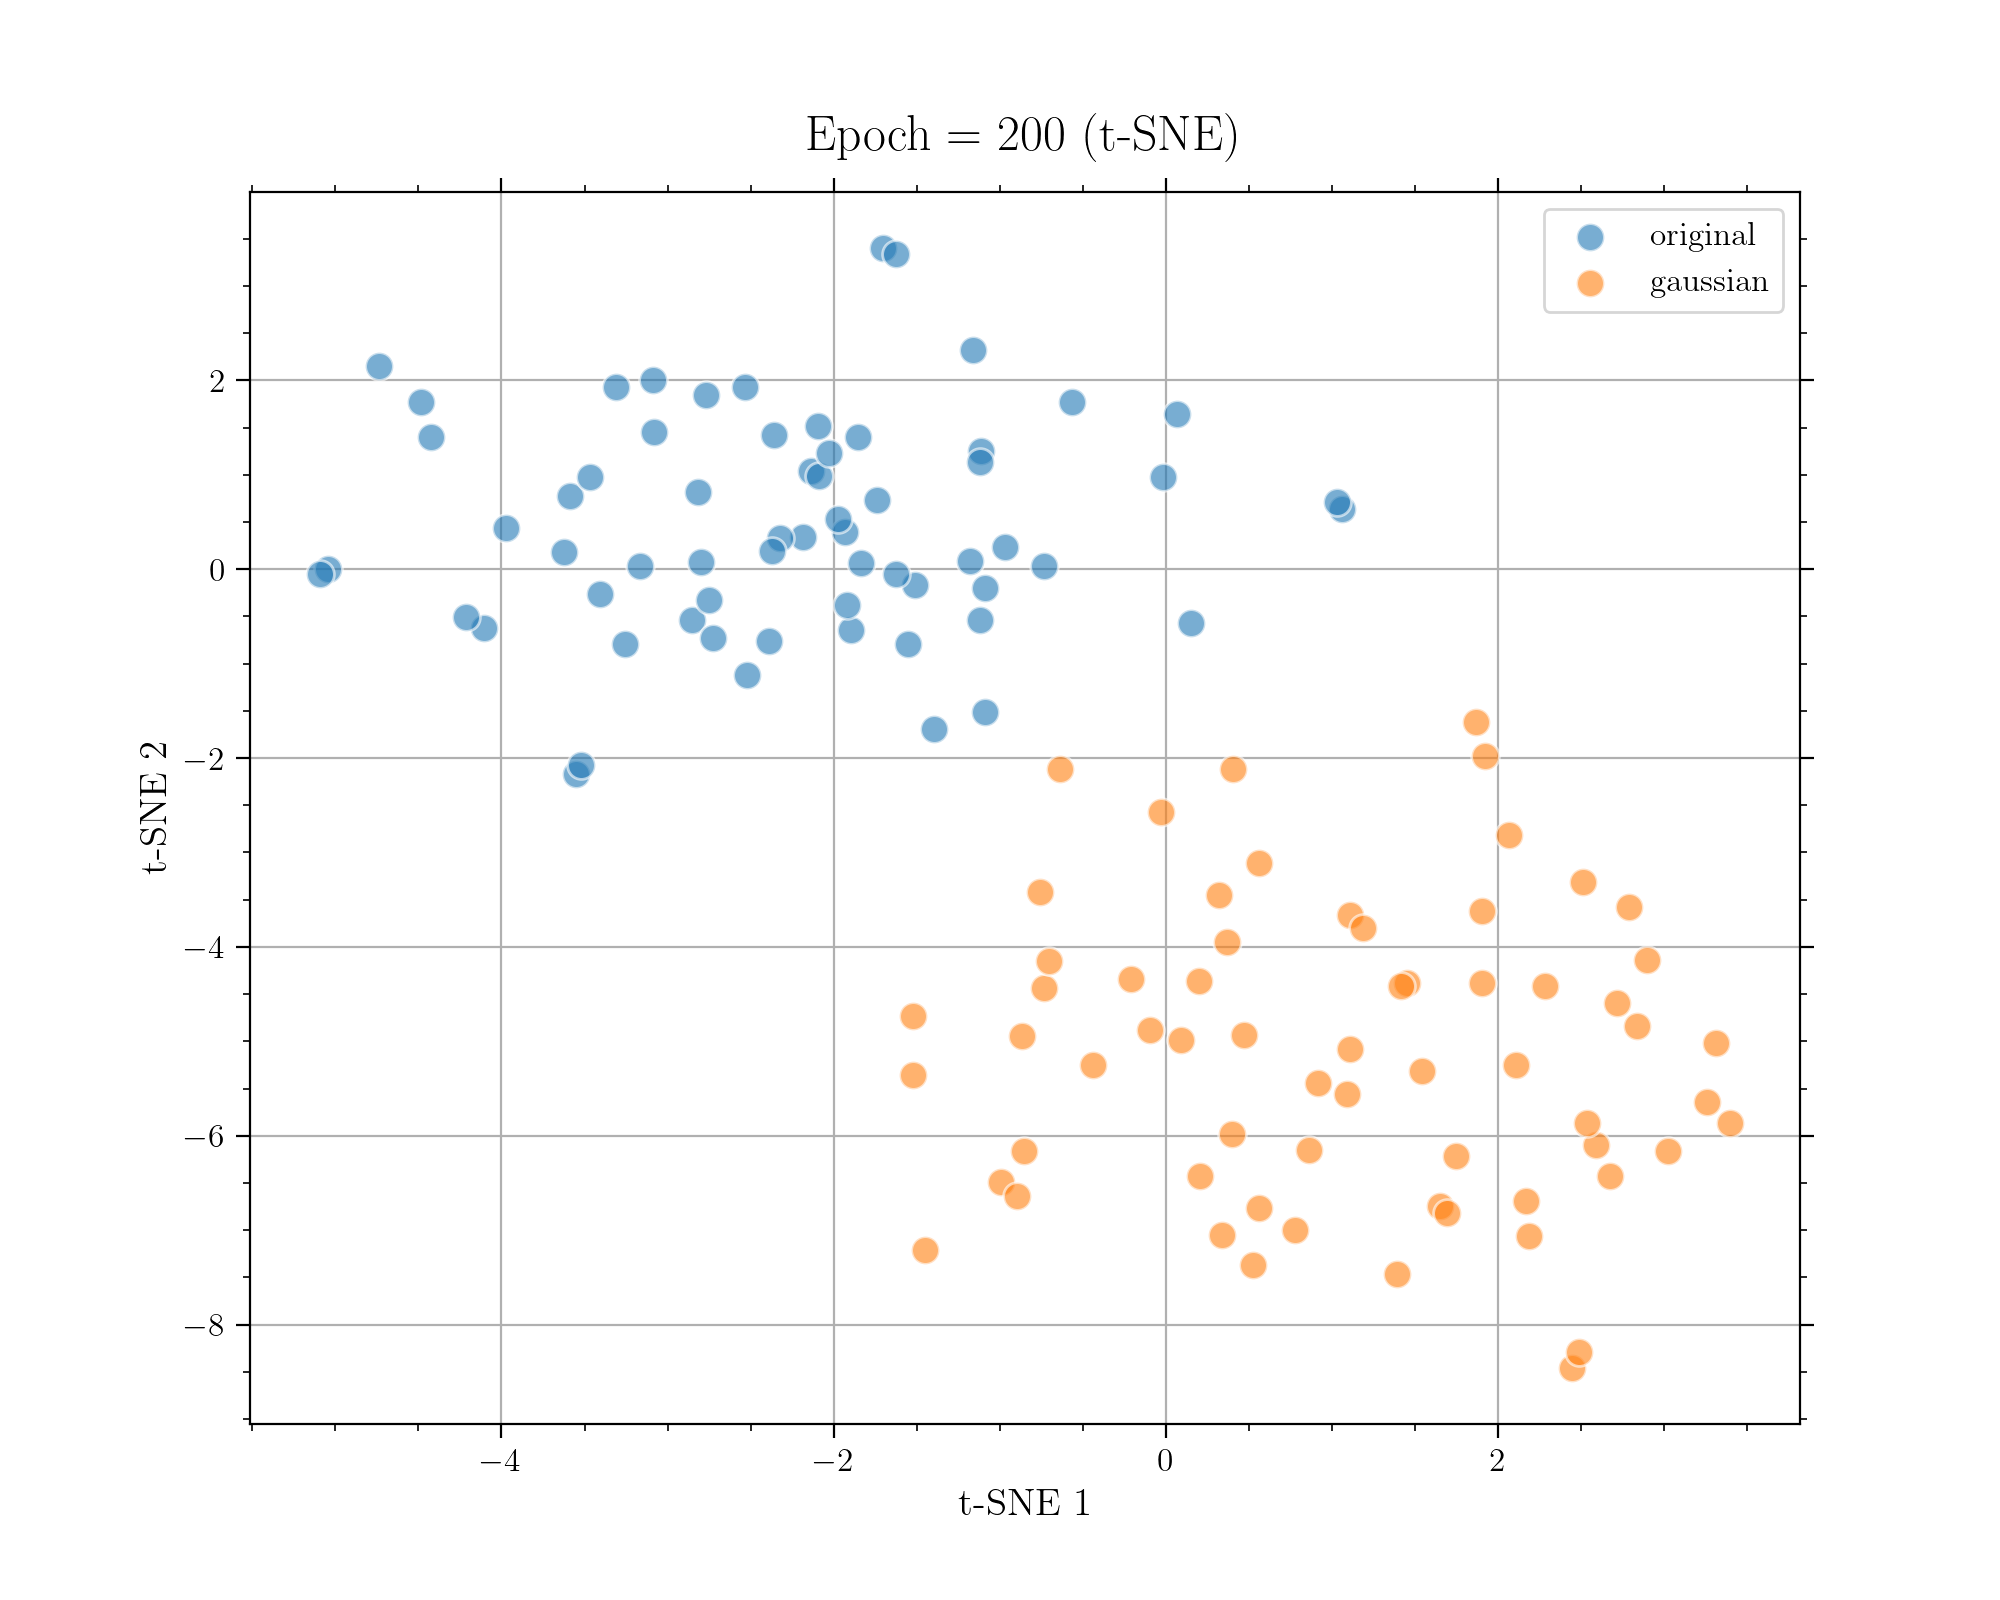 Epoch = 200 (t-SNE)
original
gaussian
2
0
−2
−4
−6
−8
t-SNE 2
−4
−2
0
2
t-SNE 1